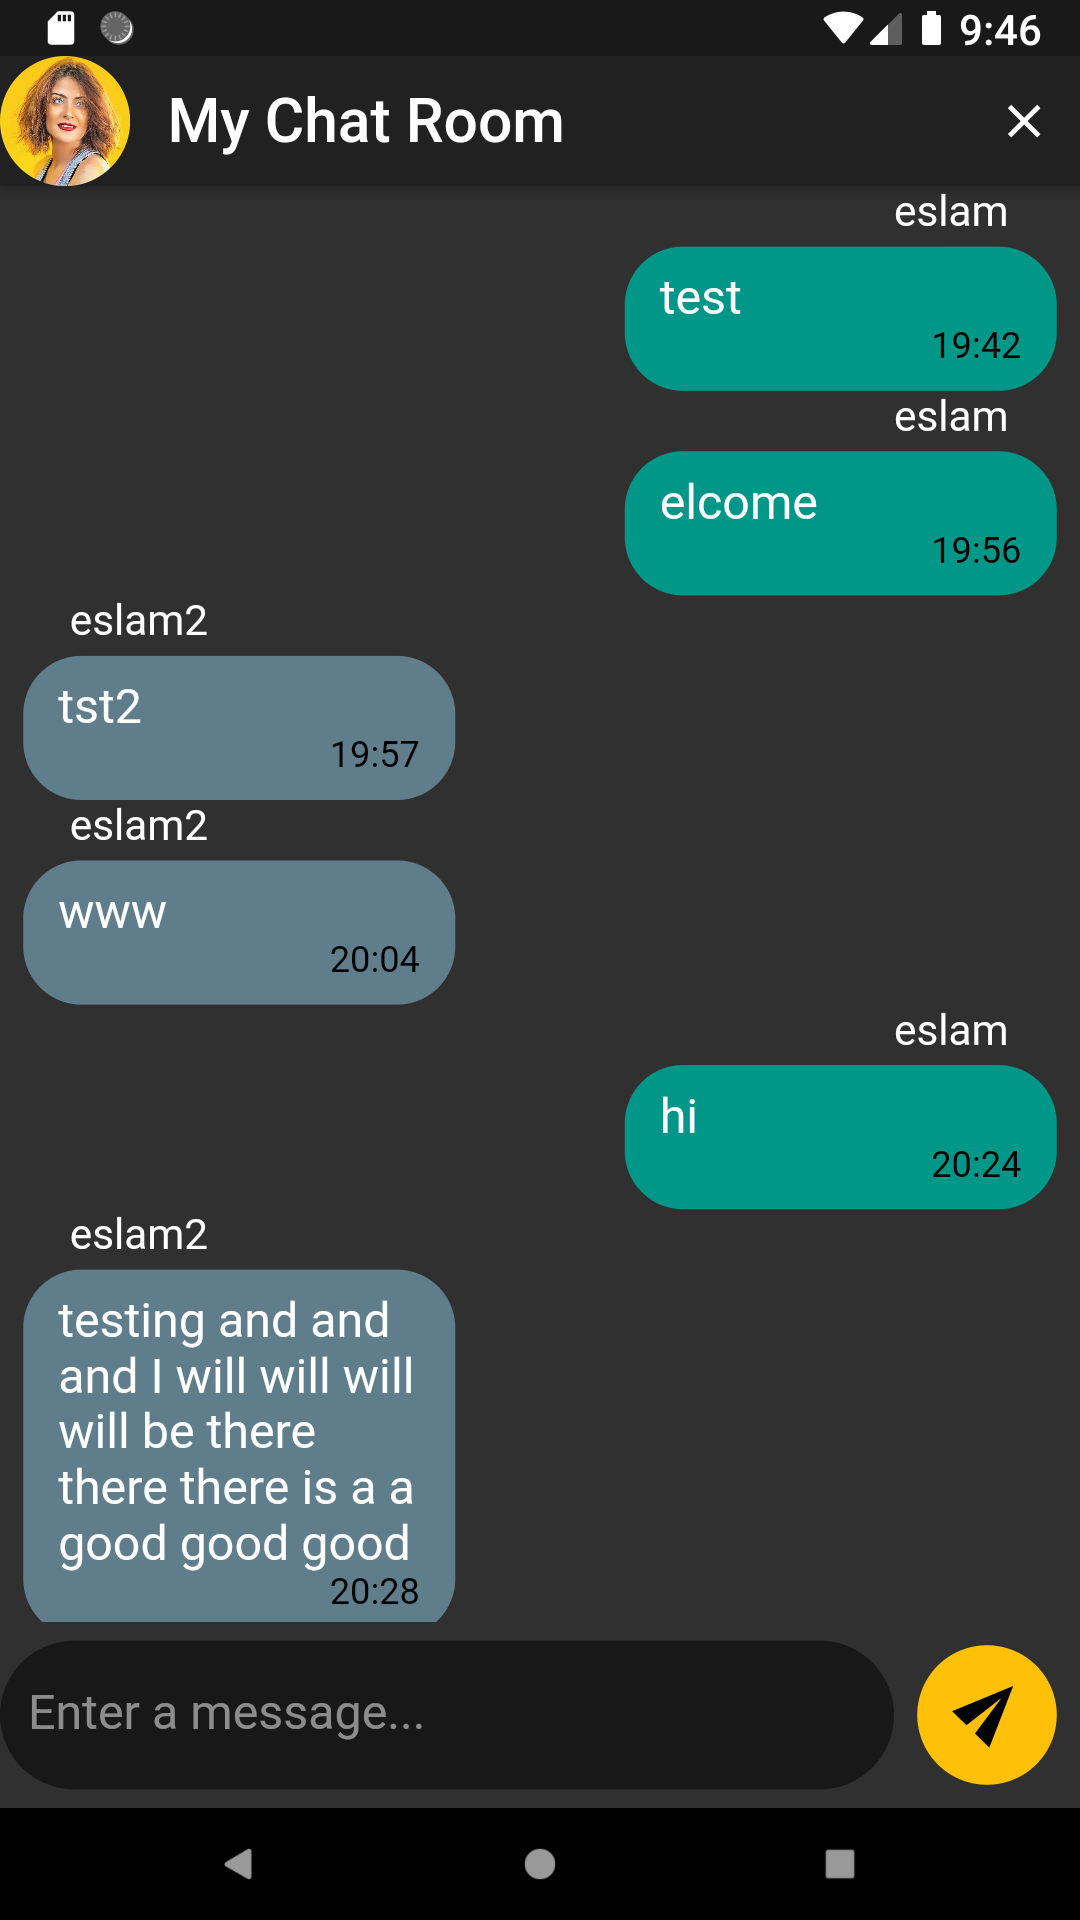 9:46
My Chat Room
eslam
test
19:42
eslam
elcome
19:56
eslam2
tst2
19:57
eslam2
www
20:04
eslam
hi
20:24
eslam2
testing and and
and I will will will
will be there
there there is a a
good good good
20:28
Enter a message...